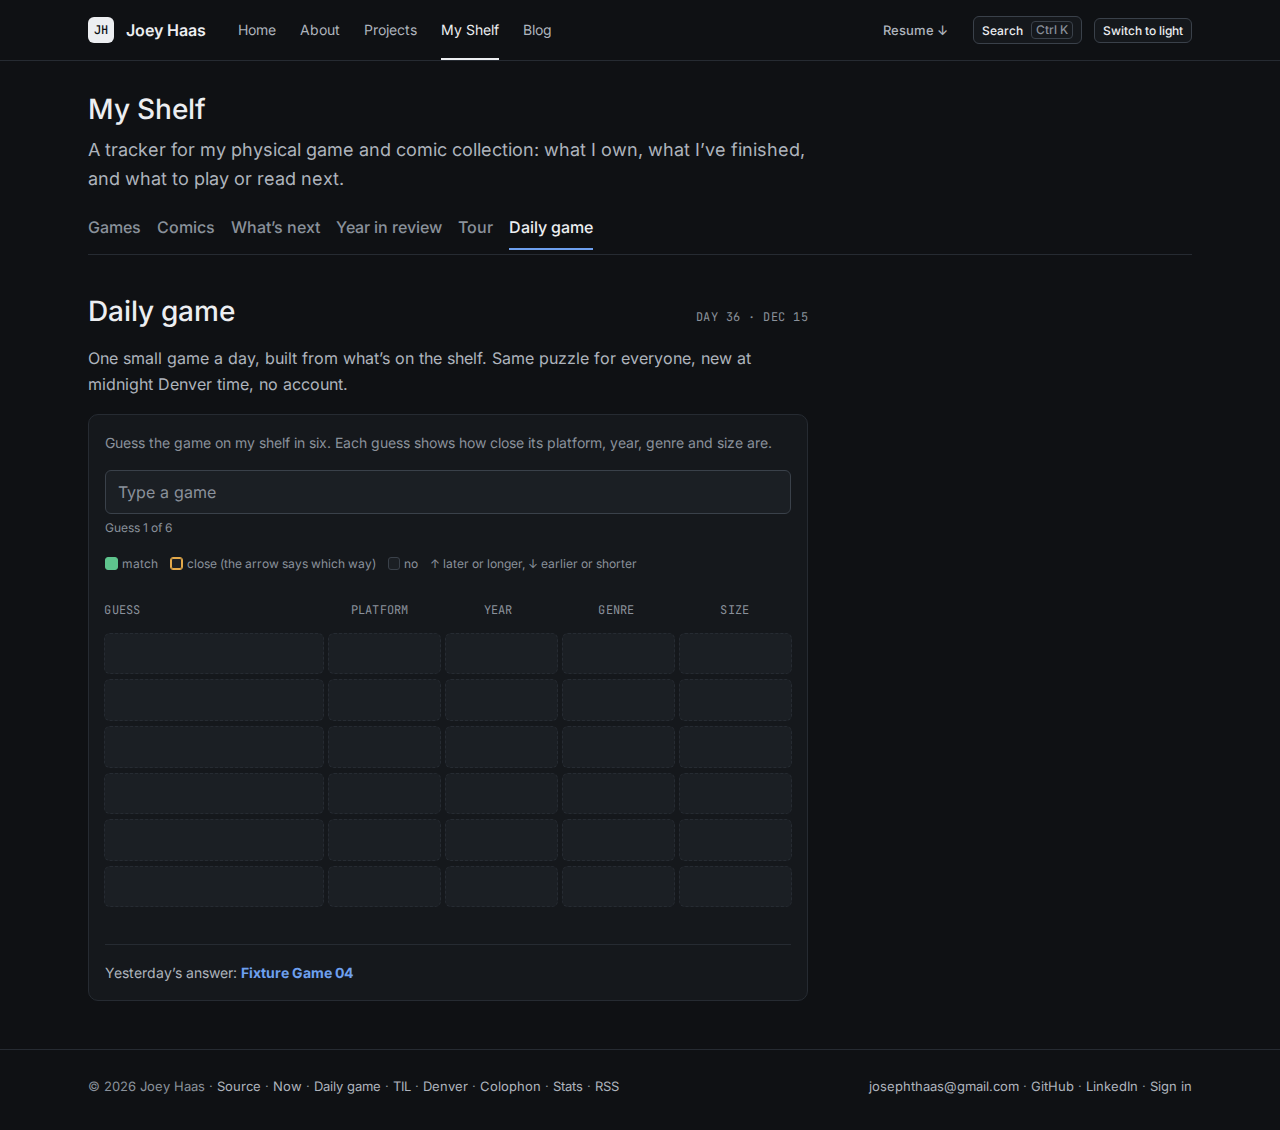 JH Joey Haas Home About Projects My Shelf Blog Resume ↓ Search Ctrl K Switch to light
My Shelf
A tracker for my physical game and comic collection: what I own, what I’ve finished,
and what to play or read next.
Games Comics What’s next Year in review Tour Daily game
Daily game DAY 36 · DEC 15
One small game a day, built from what’s on the shelf. Same puzzle for everyone, new at
midnight Denver time, no account.
Guess the game on my shelf in six. Each guess shows how close its platform, year, genre and size are.
Type a game
Guess 1 of 6
match close (the arrow says which way) no ↑ later or longer, ↓ earlier or shorter
GUESS PLATFORM YEAR GENRE SIZE
Yesterday’s answer: Fixture Game 04
© 2026 Joey Haas · Source · Now · Daily game · TIL · Denver · Colophon · Stats · RSS josephthaas@gmail.com · GitHub · LinkedIn · Sign in